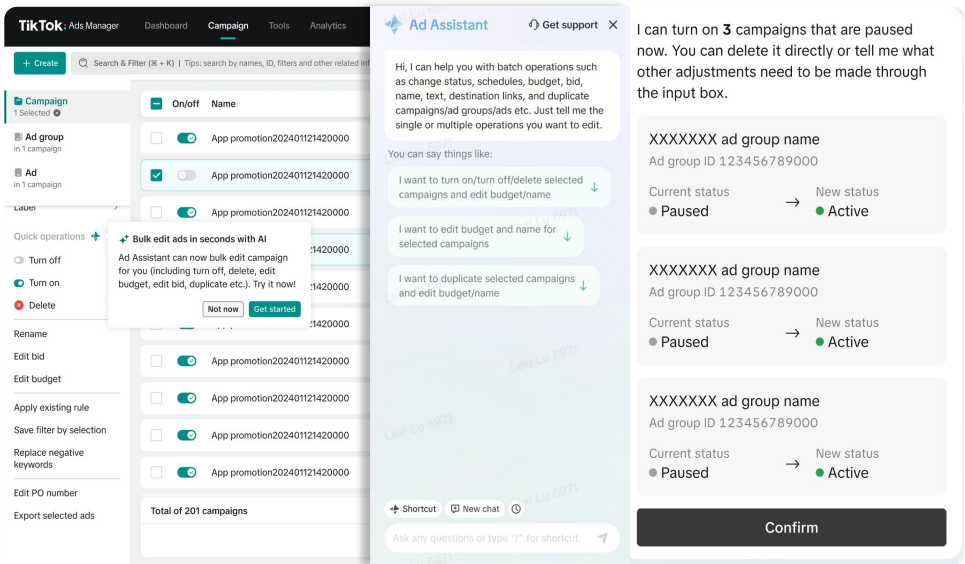 TikTok: Ads Manager
Dashboard
Campaign
Tools
Analytics
+ Create
Search & Filter (⌘ + K) | Tips: search by names, ID, filters and other related inf
Campaign
1 Selected
Ad group
in 1 campaign
Ad
in 1 campaign
Label
Quick operations
Turn off
Turn on
Delete
Rename
Edit bid
Edit budget
Apply existing rule
Save filter by selection
Replace negative
keywords
Edit PO number
Export selected ads
On/off Name
App promotion202401121420000
App promotion202401121420000
App promotion202401121420000
1420000
1420000
App promotion202401121420000
App promotion202401121420000
App promotion202401121420000
App promotion202401121420000
Total of 201 campaigns
Bulk edit ads in seconds with AI
Ad Assistant can now bulk edit campaign
for you (including turn off, delete, edit
budget, edit bid, duplicate etc.). Try it now!
Not now
Get started
Ad Assistant
Get support
Hi, I can help you with batch operations such
as change status, schedules, budget, bid,
name, text, destination links, and duplicate
campaigns/ad groups/ads etc. Just tell me the
single or multiple operations you want to edit.
You can say things like:
I want to turn on/turn off/delete selected
campaigns and edit budget/name
I want to edit budget and name for
selected campaigns
I want to duplicate selected campaigns
and edit budget/name
Laxi Lu 6971
Shortcut
New chat
Ask any questions or type "/" for shortcut
I can turn on 3 campaigns that are paused
now. You can delete it directly or tell me what
other adjustments need to be made through
the input box.
XXXXXXX ad group name
Ad group ID 123456789000
Current status → New status
Paused Active
XXXXXXX ad group name
Ad group ID 123456789000
Current status → New status
Paused Active
XXXXXXX ad group name
Ad group ID 123456789000
Current status → New status
Paused Active
Confirm